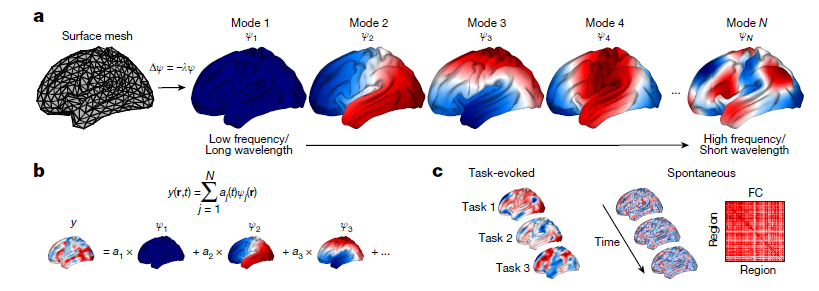 a
Surface mesh
Δψ = −λψ
Mode 1
ψ1
Mode 2
ψ2
Mode 3
ψ3
Mode 4
ψ4
...
Mode N
ψN
Low frequency/
Long wavelength
High frequency/
Short wavelength
b
y(r,t) = N∑j = 1 aj(t)ψj(r)
y
ψ1
ψ2
ψ3
= a1 ×
+ a2 ×
+ a3 ×
+ ...
c
Task-evoked
Task 1
Task 2
Task 3
Spontaneous
Time
FC
Region
Region